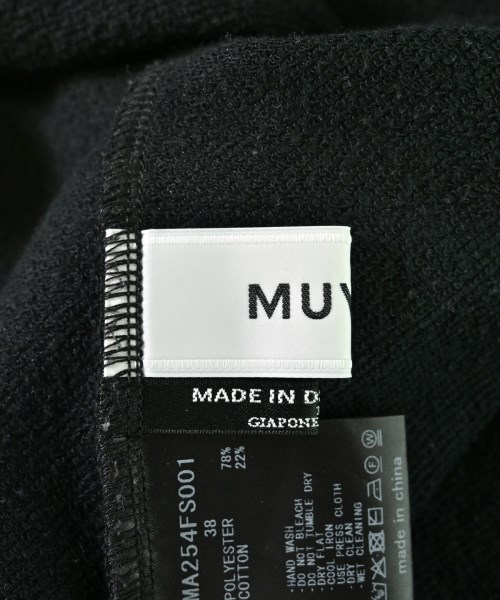 MUY
MADE IN D
GIAPONE
MA254FS001
38
POLYESTER 78%
COTTON 22%
·HAND WASH
·DO NOT BLEACH
·DO NOT TUMBLE DRY
·DRY FLAT
·COOL IRON
·USE PRESS CLOTH
·DRY CLEAN
·WET CLEANING
made in china